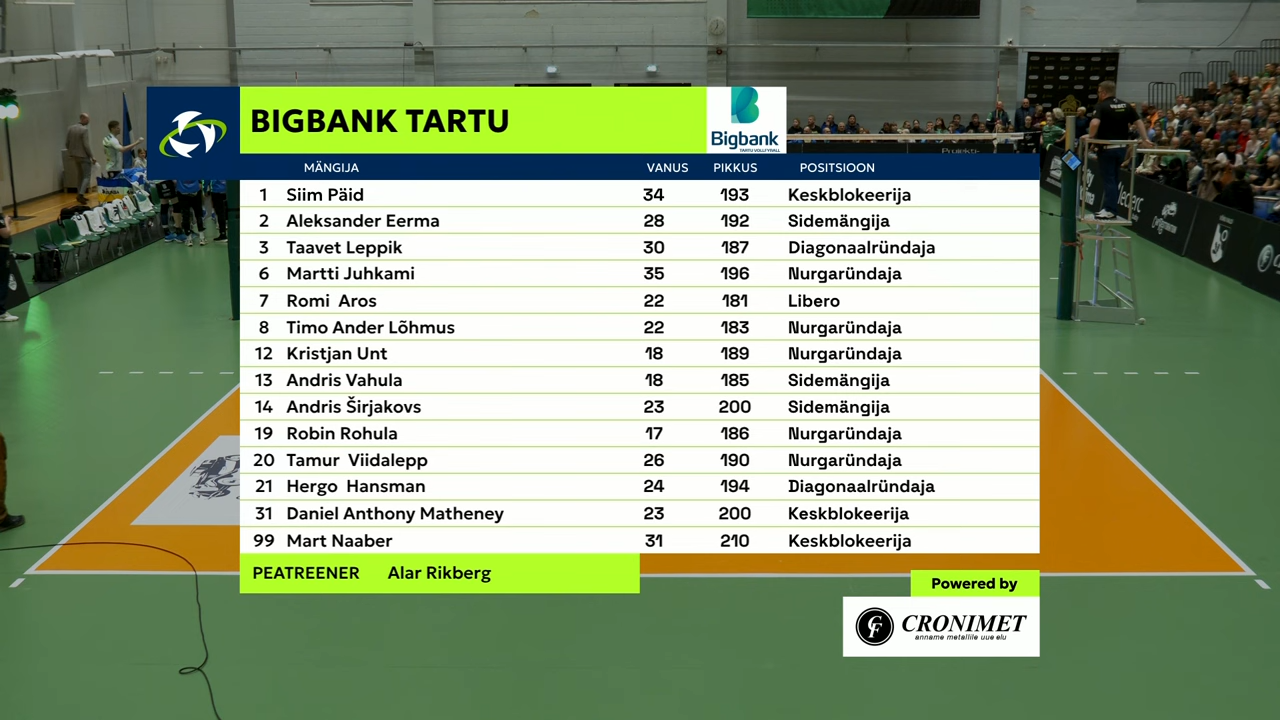 BIGBANK TARTU
Bigbank
TARTU VOLLEYBALL
MÄNGIJA VANUS PIKKUS POSITSIOON
1 Siim Päid 34 193 Keskblokeerija
2 Aleksander Eerma 28 192 Sidemängija
3 Taavet Leppik 30 187 Diagonaalründaja
6 Martti Juhkami 35 196 Nurgaründaja
7 Romi Aros 22 181 Libero
8 Timo Ander Lõhmus 22 183 Nurgaründaja
12 Kristjan Unt 18 189 Nurgaründaja
13 Andris Vahula 18 185 Sidemängija
14 Andris Širjakovs 23 200 Sidemängija
19 Robin Rohula 17 186 Nurgaründaja
20 Tamur Viidalepp 26 190 Nurgaründaja
21 Hergo Hansman 24 194 Diagonaalründaja
31 Daniel Anthony Matheney 23 200 Keskblokeerija
99 Mart Naaber 31 210 Keskblokeerija
PEATREENER Alar Rikberg
Powered by
CRONIMET
anname metallile uue elu